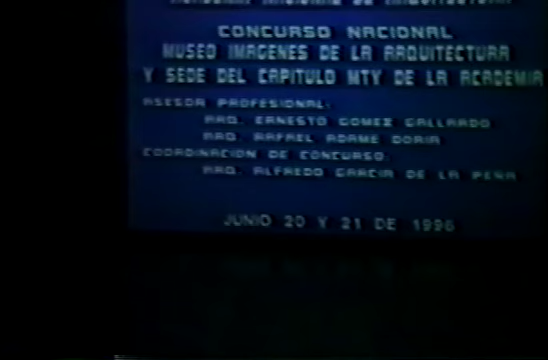 CONCURSO NACIONAL
MUSEO IMAGENES DE LA ARQUITECTURA
Y SEDE DEL CAPITULO MTY DE LA ACADEMIA
ASESOR PROFESIONAL:
ARQ. ERNESTO GOMEZ GALLARDO
ARQ. RAFAEL ADAME DORIA
COORDINACION DE CONCURSO:
ARQ. ALFREDO GARCIA DE LA PEÑA
JUNIO 20 Y 21 DE 1996